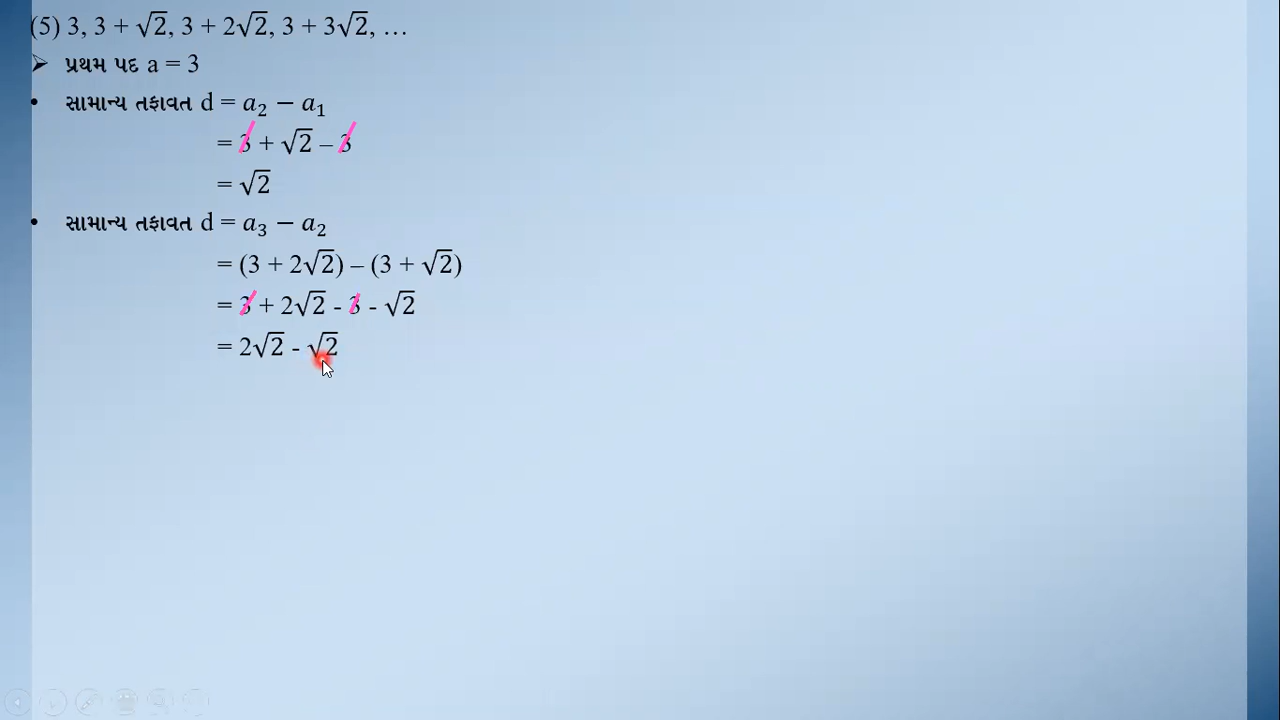 (5) 3, 3 + √2, 3 + 2√2, 3 + 3√2, …
➢ પ્રથમ પદ a = 3
• સામાન્ય તફાવત d = a₂ − a₁
= 3 + √2 – 3
= √2
• સામાન્ય તફાવત d = a₃ − a₂
= (3 + 2√2) – (3 + √2)
= 3 + 2√2 - 3 - √2
= 2√2 - √2